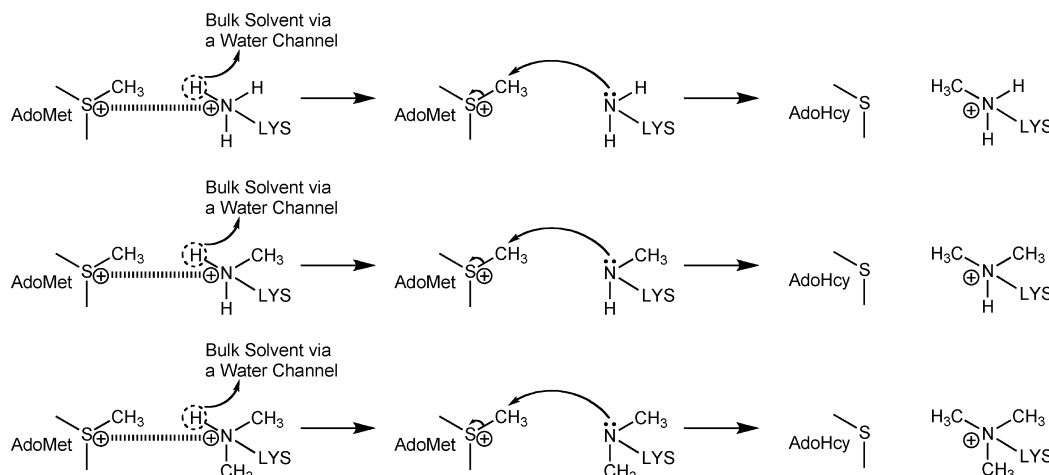 Bulk Solvent via
a Water Channel
CH₃ H H CH₃ H H₃C H
S⊕ ⊕N S⊕ N̈ S N
AdoMet AdoMet AdoHcy ⊕
LYS LYS LYS
H H H
Bulk Solvent via
a Water Channel
CH₃ H CH₃ CH₃ CH₃ H₃C CH₃
S⊕ ⊕N S⊕ N̈ S N
AdoMet AdoMet AdoHcy ⊕
LYS LYS LYS
H H H
Bulk Solvent via
a Water Channel
CH₃ H CH₃ CH₃ CH₃ H₃C CH₃
S⊕ ⊕N S⊕ N̈ S ⊕N
AdoMet AdoMet AdoHcy
LYS LYS LYS
CH₃ CH₃ CH₃